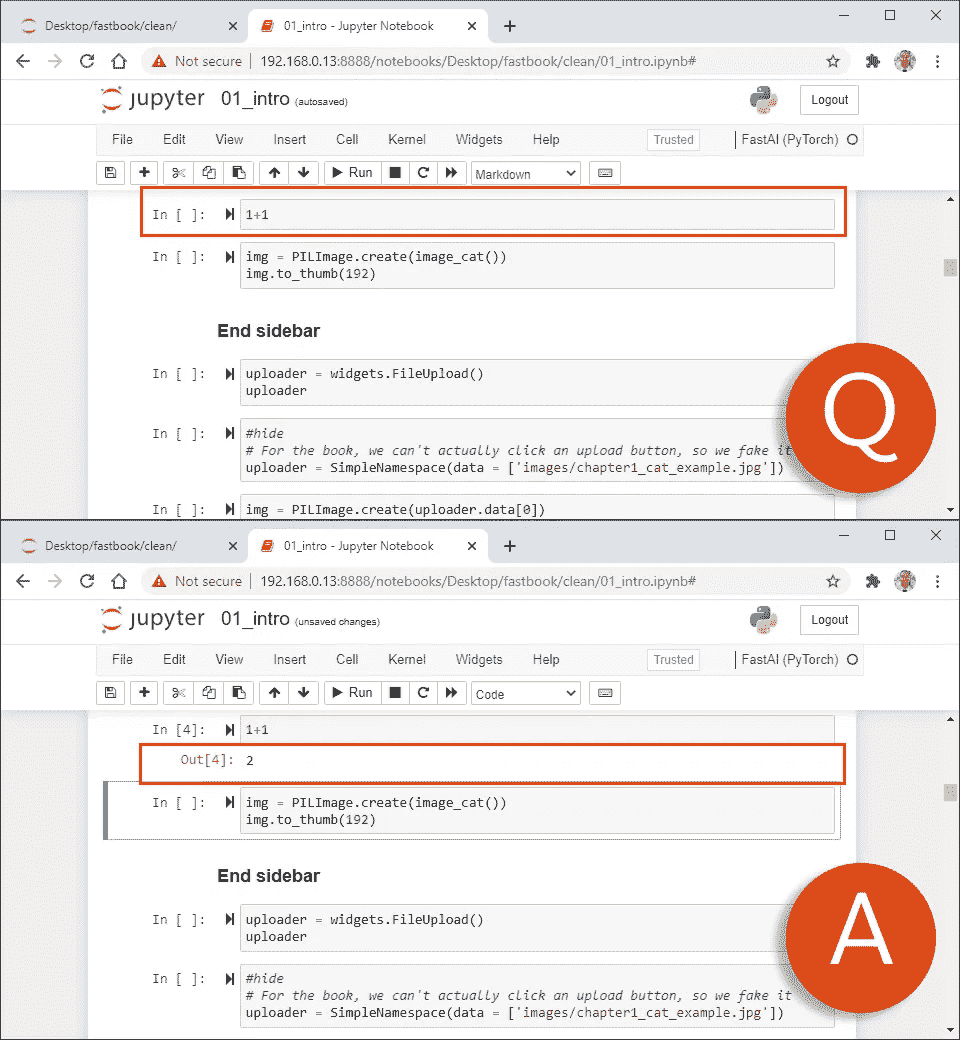 Desktop/fastbook/clean/
01_intro - Jupyter Notebook
Not secure | 192.168.0.13:8888/notebooks/Desktop/fastbook/clean/01_intro.ipynb#
jupyter 01_intro (autosaved)
Logout
File Edit View Insert Cell Kernel Widgets Help Trusted FastAI (PyTorch)
Run Markdown
In [ ]: 1+1
In [ ]: img = PILImage.create(image_cat())
img.to_thumb(192)
End sidebar
In [ ]: uploader = widgets.FileUpload()
uploader
Q
In [ ]: #hide
# For the book, we can't actually click an upload button, so we fake it
uploader = SimpleNamespace(data = ['images/chapter1_cat_example.jpg'])
In [ ]: img = PILImage.create(uploader.data[0])
Desktop/fastbook/clean/
01_intro - Jupyter Notebook
Not secure | 192.168.0.13:8888/notebooks/Desktop/fastbook/clean/01_intro.ipynb#
jupyter 01_intro (unsaved changes)
Logout
File Edit View Insert Cell Kernel Widgets Help Trusted FastAI (PyTorch)
Run Code
In [4]: 1+1
Out[4]: 2
In [ ]: img = PILImage.create(image_cat())
img.to_thumb(192)
End sidebar
In [ ]: uploader = widgets.FileUpload()
uploader
A
In [ ]: #hide
# For the book, we can't actually click an upload button, so we fake it
uploader = SimpleNamespace(data = ['images/chapter1_cat_example.jpg'])